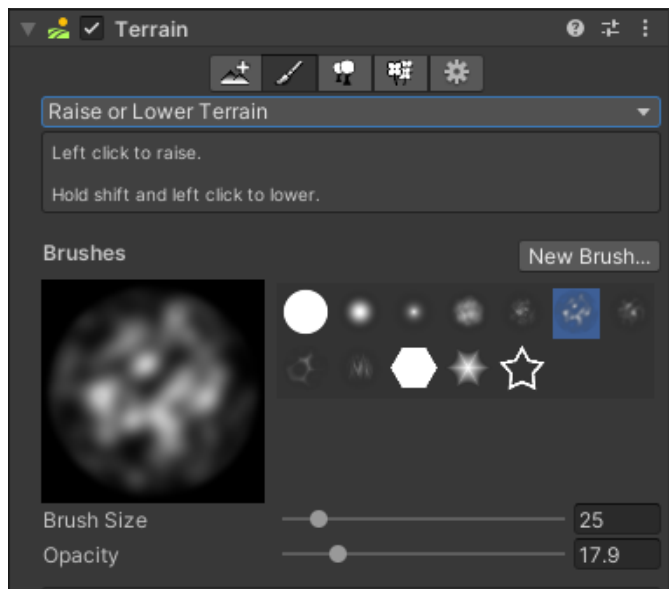 Terrain
Raise or Lower Terrain
Left click to raise.
Hold shift and left click to lower.
Brushes
New Brush...
Brush Size
25
Opacity
17.9